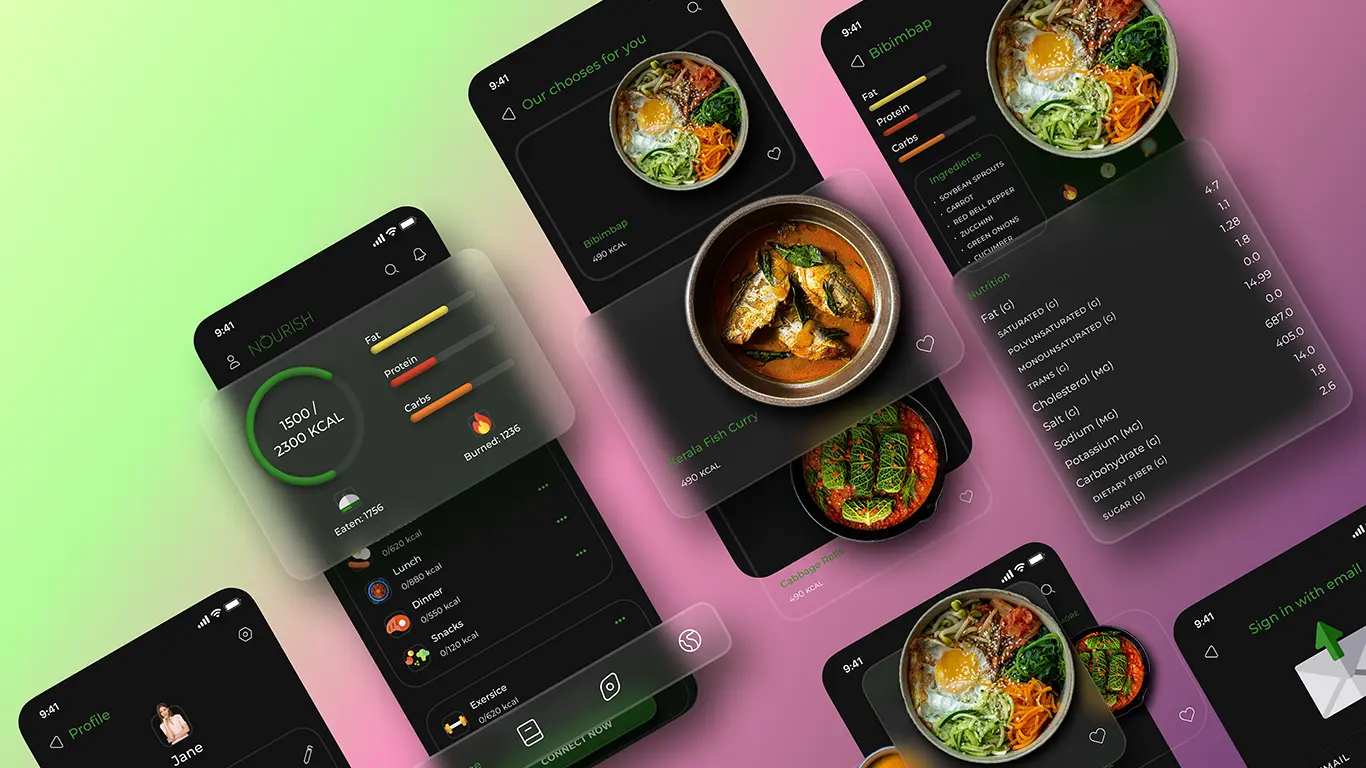 9:41
Profile
Jane
9:41
NOURISH
1500 /
2300 KCAL
Fat
Protein
Carbs
Eaten: 1756
Burned: 1236
0/620 kcal
Lunch
0/880 kcal
Dinner
0/550 kcal
Snacks
0/120 kcal
Exersice
0/620 kcal
CONNECT NOW
9:41
Our chooses for you
Bibimbap
490 KCAL
Kerala Fish Curry
490 KCAL
Cabbage Rolls
490 KCAL
9:41
Bibimbap
Fat
Protein
Carbs
Ingredients
• SOYBEAN SPROUTS
• CARROT
• RED BELL PEPPER
• ZUCCHINI
• GREEN ONIONS
• CUCUMBER
Nutrition
Fat (G) 4.7
SATURATED (G) 1.1
POLYUNSATURATED (G) 1.28
MONOUNSATURATED (G) 1.8
TRANS (G) 0.0
Cholesterol (MG) 14.99
Salt (G) 0.0
Sodium (MG) 687.0
Potassium (MG) 405.0
Carbohydrate (G) 14.0
DIETARY FIBER (G) 1.8
SUGAR (G) 2.6
9:41
9:41
Sign in with email